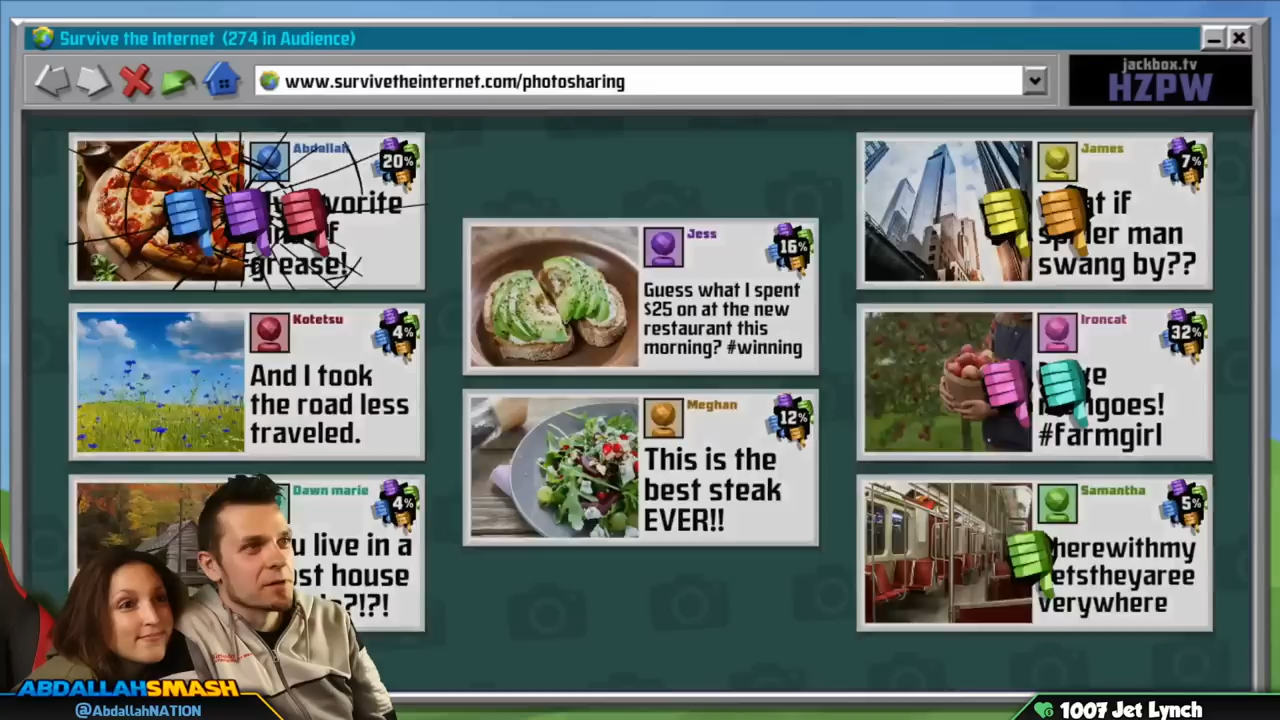 Survive the Internet (274 in Audience)
www.survivetheinternet.com/photosharing
jackbox.tv
HZPW
Abdallah
20%
grease!
Kotetsu
4%
And I took
the road less
traveled.
Dawn marie
4%
live in a
house
Jess
16%
Guess what I spent
$25 on at the new
restaurant this
morning? #winning
Meghan
12%
This is the
best steak
EVER!!
James
7%
if
man
swang by??
Ironcat
32%
#farmgirl
Samantha
5%
verywhere
ABDALLAHSMASH
@AbdallahNATION
1007 Jet Lynch